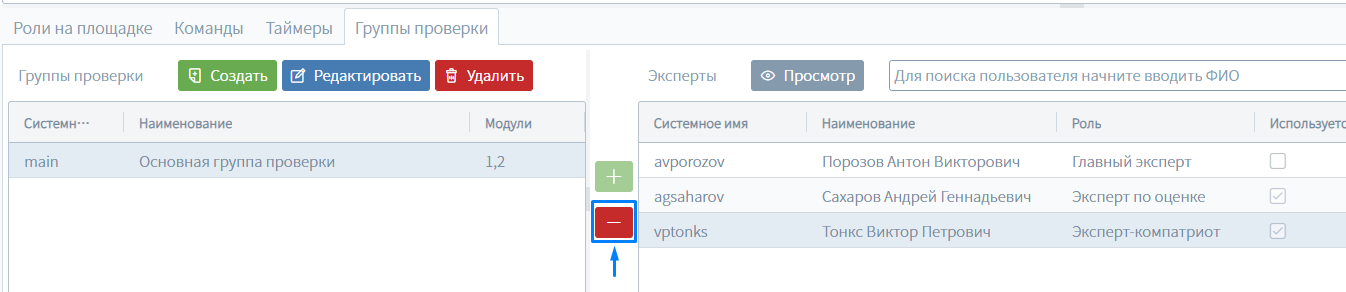 Роли на площадке Команды Таймеры Группы проверки
Группы проверки Создать Редактировать Удалить Эксперты Просмотр Для поиска пользователя начните вводить ФИО
Системн··· Наименование Модули Системное имя Наименование Роль Используетс
main Основная группа проверки 1,2 avporozov Порозов Антон Викторович Главный эксперт
agsaharov Сахаров Андрей Геннадьевич Эксперт по оценке
vptonks Тонкс Виктор Петрович Эксперт-компатриот